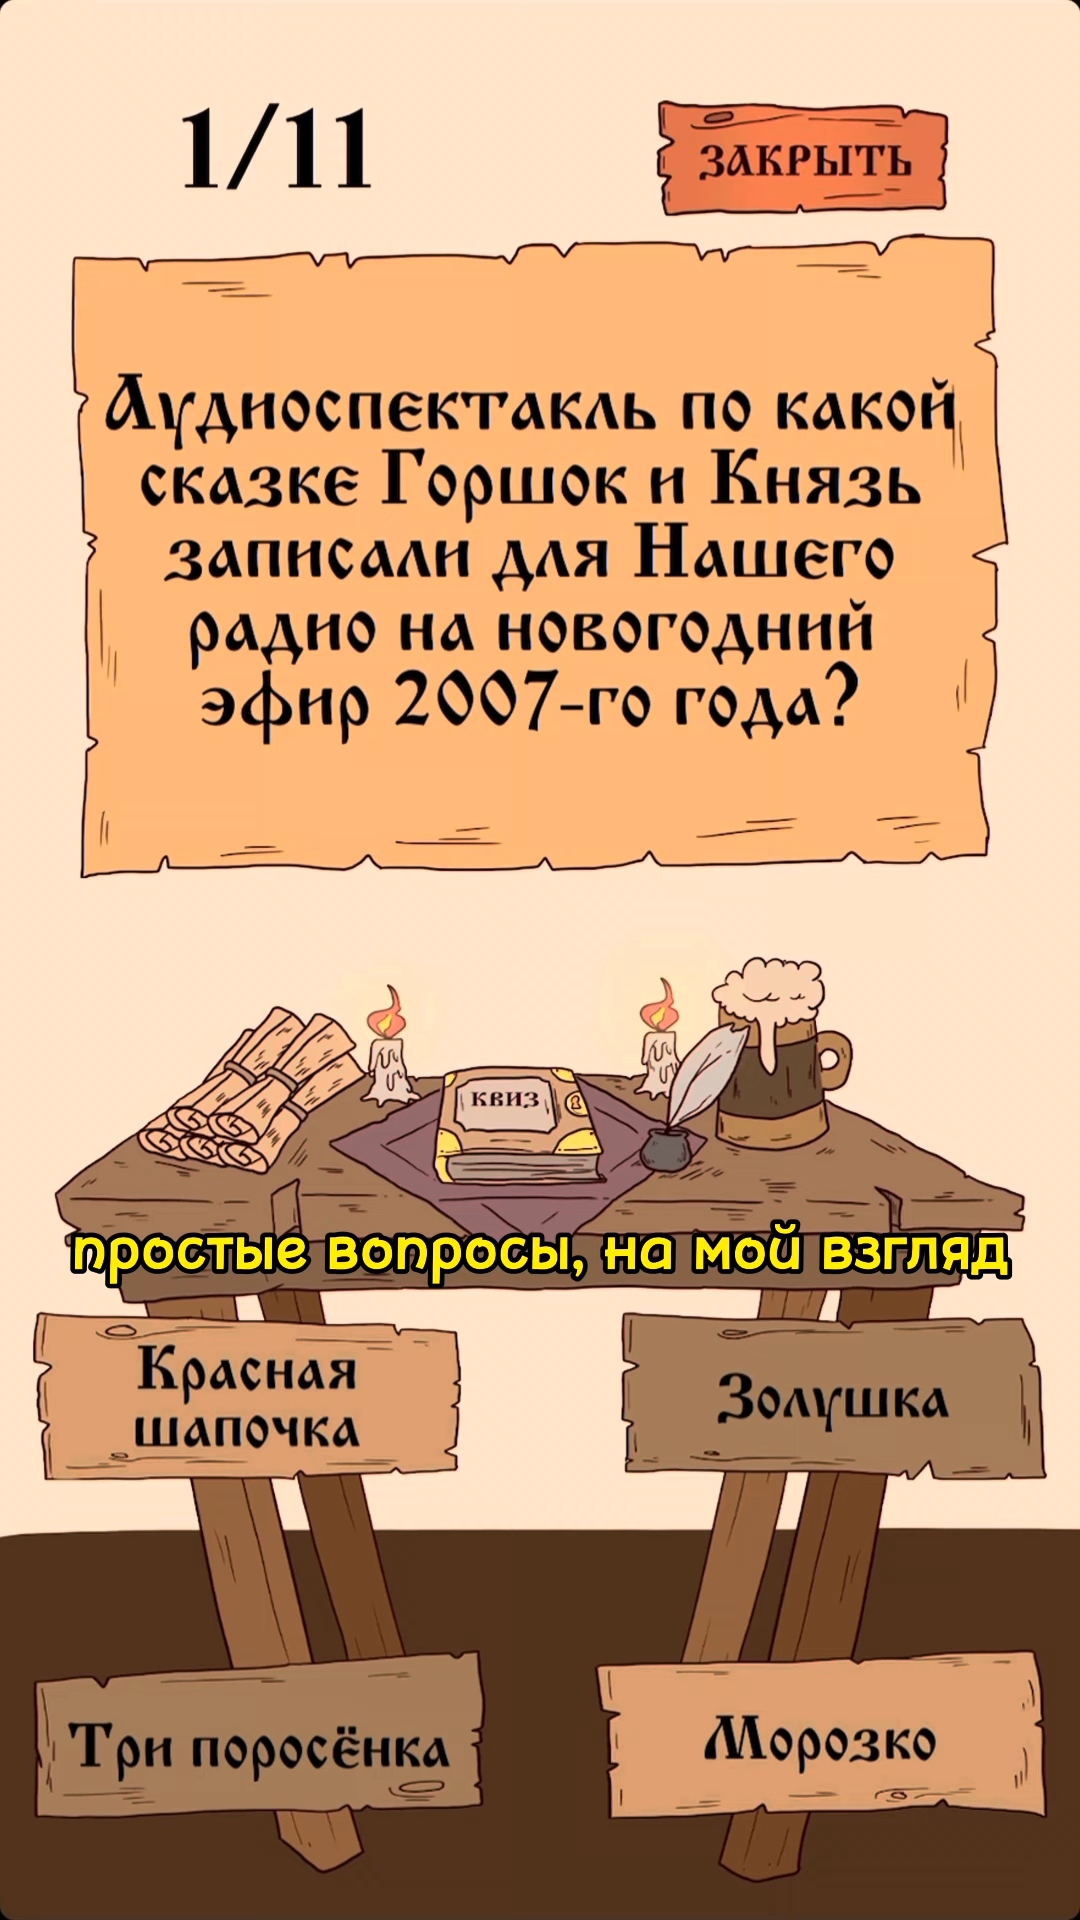 1/11
ЗАКРЫТЬ
Аудиоспектакль по какой
сказке Горшок и Князь
записали для Нашего
радио на новогодний
эфир 2007-го года?
КВИЗ
простые вопросы, на мой взгляд
Красная
шапочка
Золушка
Три поросёнка
Морозко